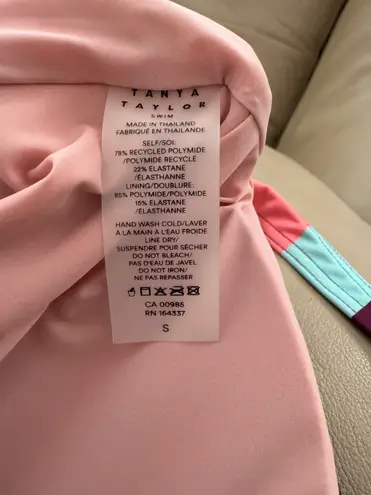 TANYA
TAYLOR
SWIM
MADE IN THAILAND
FABRIQUÉ EN THAILANDE
SELF/SOI:
78% RECYCLED POLYMIDE
/POLYMIDE RECYCLÉ
22% ELASTANE
/ÉLASTHANNE
LINING/DOUBLURE:
85% POLYMIDE/POLYMIDE
15% ELASTANE
/ÉLASTHANNE
HAND WASH COLD/LAVER
À LA MAIN À L'EAU FROIDE
LINE DRY/
SUSPENDRE POUR SÉCHER
DO NOT BLEACH/
PAS D'EAU DE JAVEL
DO NOT IRON/
NE PAS REPASSER
CA 00985
RN 164337
S